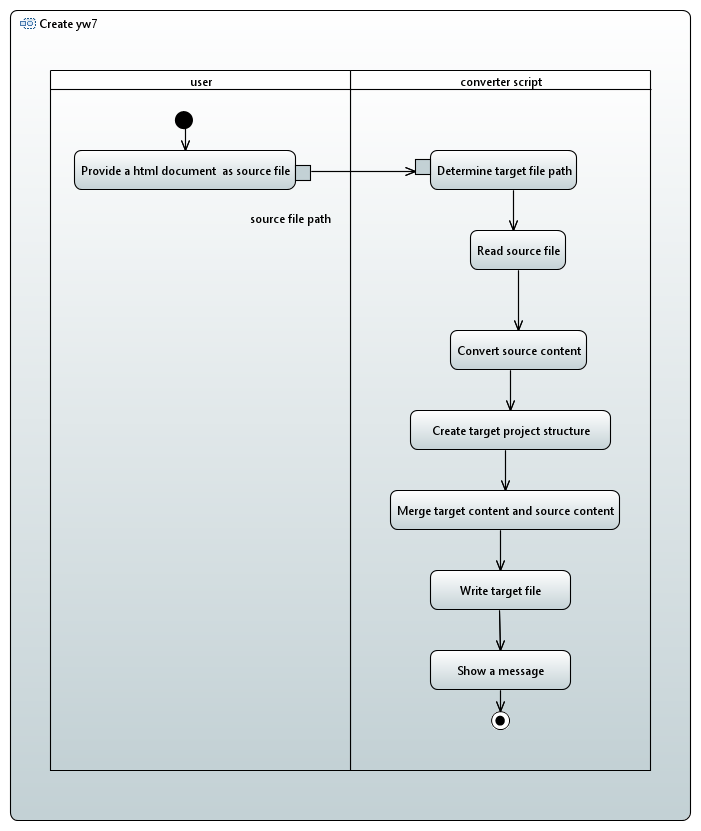 Create yw7
user
converter script
Provide a html document  as source file
Determine target file path
source file path
Read source file
Convert source content
Create target project structure
Merge target content and source content
Write target file
Show a message